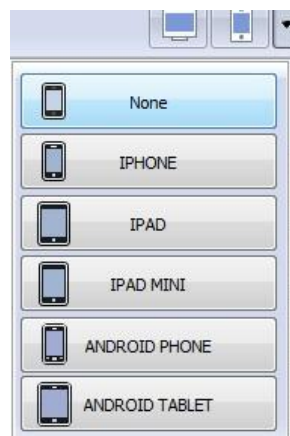 None
IPHONE
IPAD
IPAD MINI
ANDROID PHONE
ANDROID TABLET